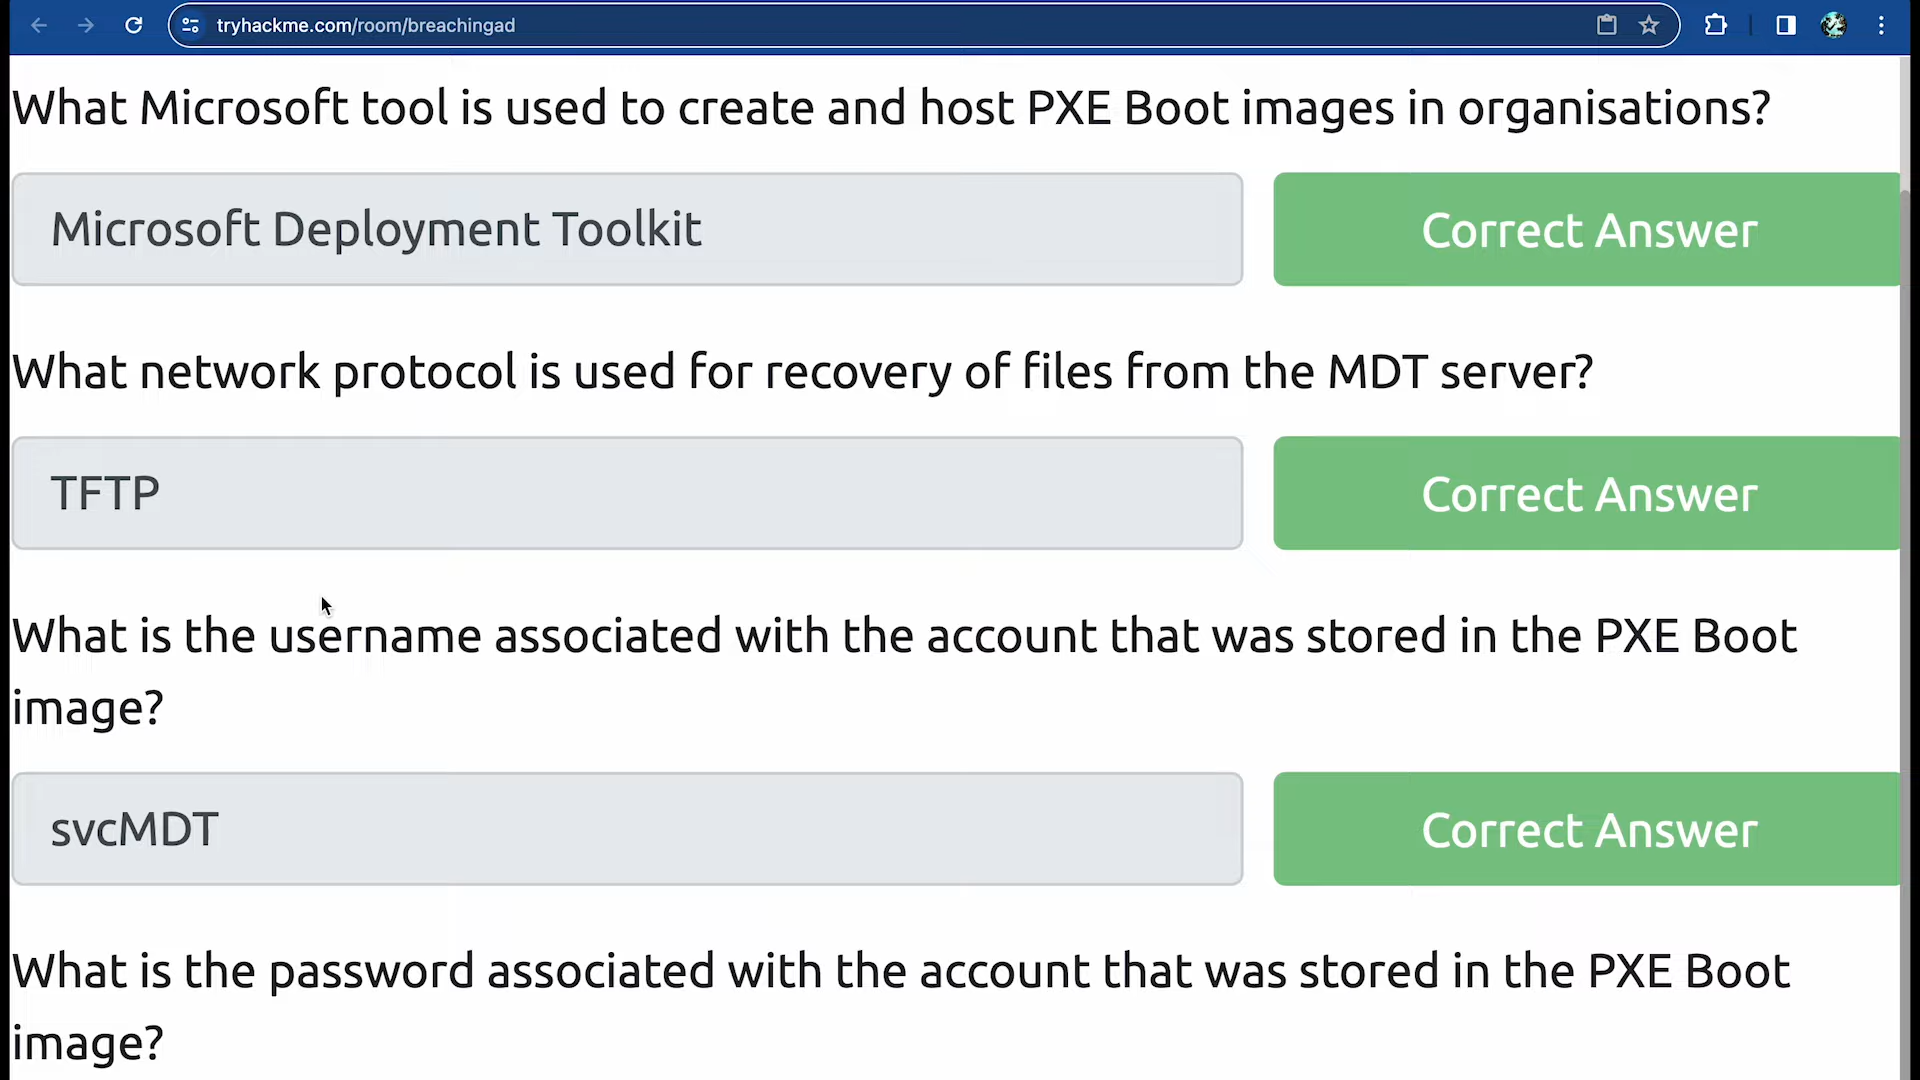 tryhackme.com/room/breachingad
What Microsoft tool is used to create and host PXE Boot images in organisations?
Microsoft Deployment Toolkit
Correct Answer
What network protocol is used for recovery of files from the MDT server?
TFTP
Correct Answer
What is the username associated with the account that was stored in the PXE Boot
image?
svcMDT
Correct Answer
What is the password associated with the account that was stored in the PXE Boot
image?